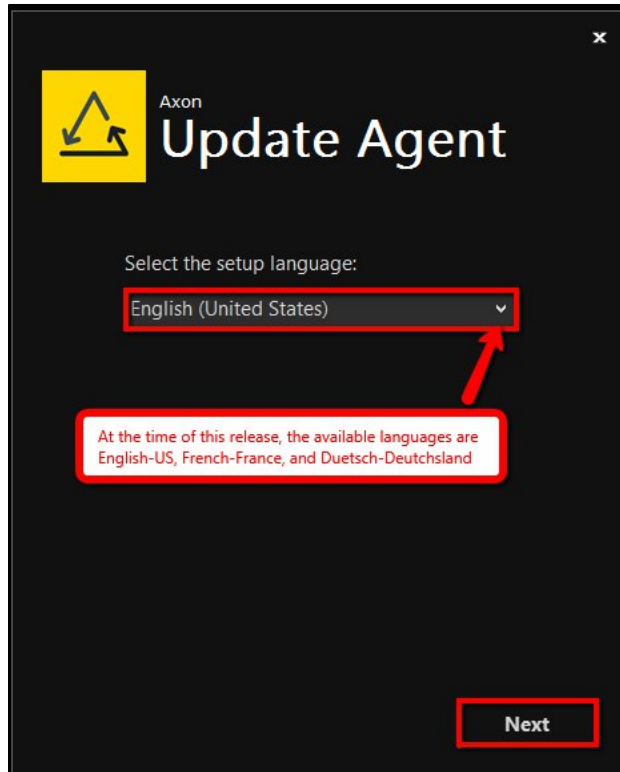 Axon
Update Agent
Select the setup language:
English (United States)
At the time of this release, the available languages are
English-US, French-France, and Duetsch-Deutchsland
Next